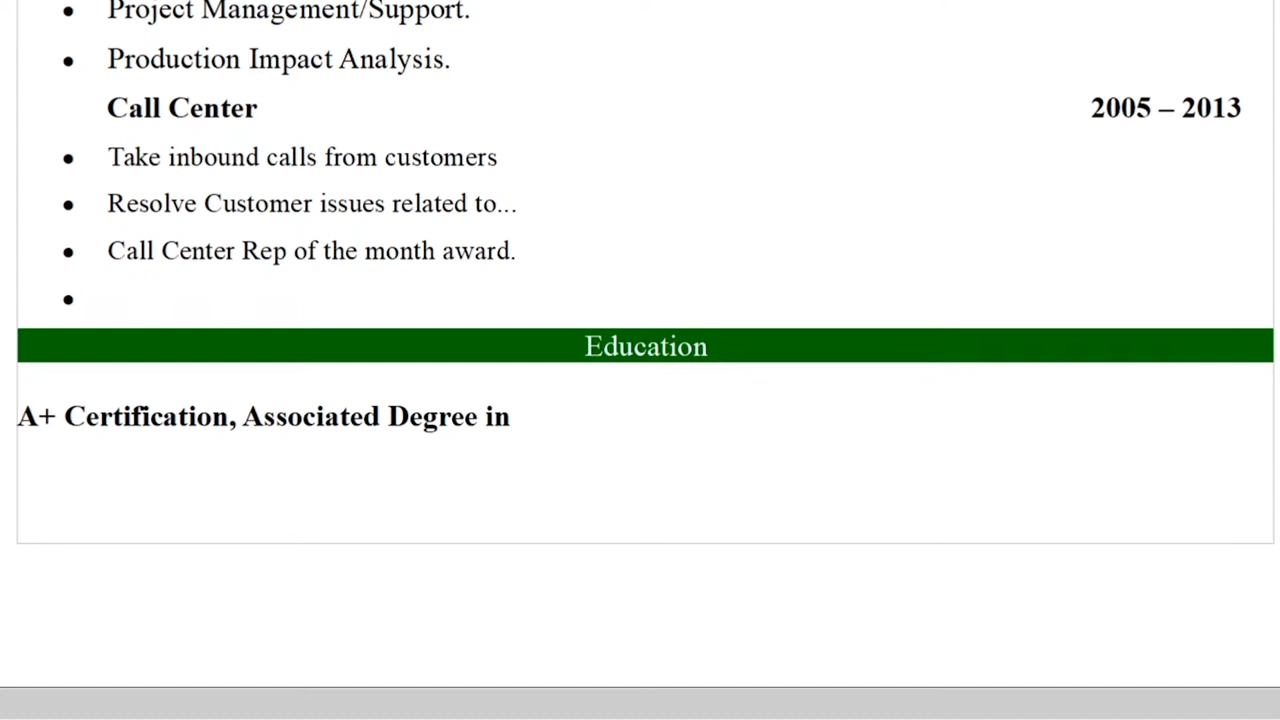 Project Management/Support.
Production Impact Analysis.
Call Center 2005 – 2013
Take inbound calls from customers
Resolve Customer issues related to...
Call Center Rep of the month award.
Education
A+ Certification, Associated Degree in